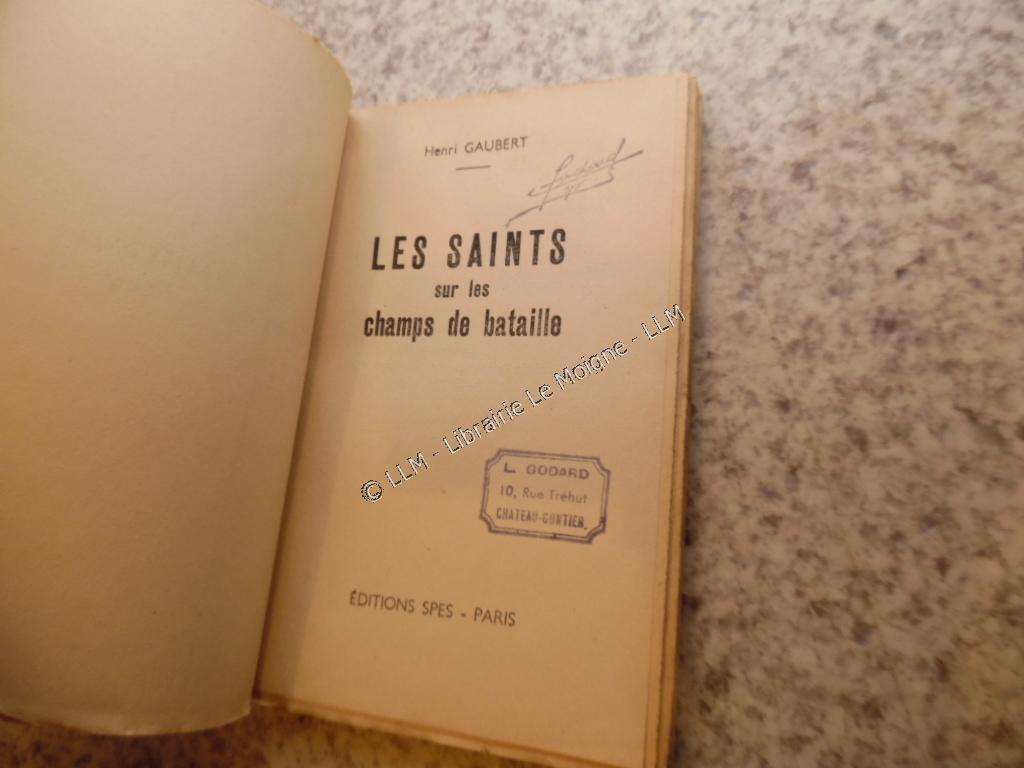 Henri GAUBERT
LES SAINTS
sur les
champs de bataille
© LLM - Librairie Le Moigne - LLM
L. GODARD
10, Rue Tréhut
CHATEAU-GONTIER.
ÉDITIONS SPES - PARIS